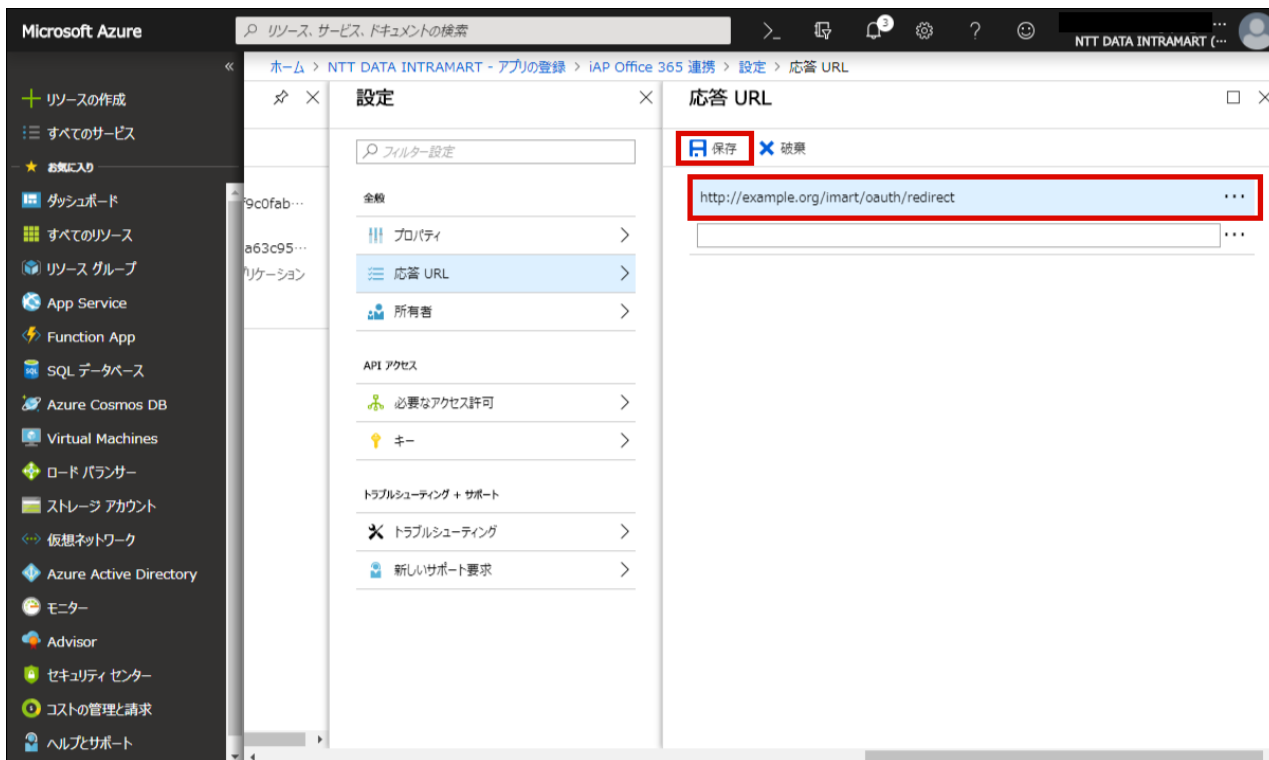 Microsoft Azure
リソース、サービス、ドキュメントの検索
3
NTT DATA INTRAMART (…
ホーム > NTT DATA INTRAMART - アプリの登録 > iAP Office 365 連携 > 設定 > 応答 URL
リソースの作成
すべてのサービス
お気に入り
ダッシュボード
すべてのリソース
リソース グループ
App Service
Function App
SQL データベース
Azure Cosmos DB
Virtual Machines
ロード バランサー
ストレージ アカウント
仮想ネットワーク
Azure Active Directory
モニター
Advisor
セキュリティ センター
コストの管理と請求
ヘルプとサポート
f9c0fab…
a63c95…
リケーション
設定
フィルター設定
全般
プロパティ
応答 URL
所有者
API アクセス
必要なアクセス許可
キー
トラブルシューティング + サポート
トラブルシューティング
新しいサポート要求
応答 URL
保存
破棄
http://example.org/imart/oauth/redirect